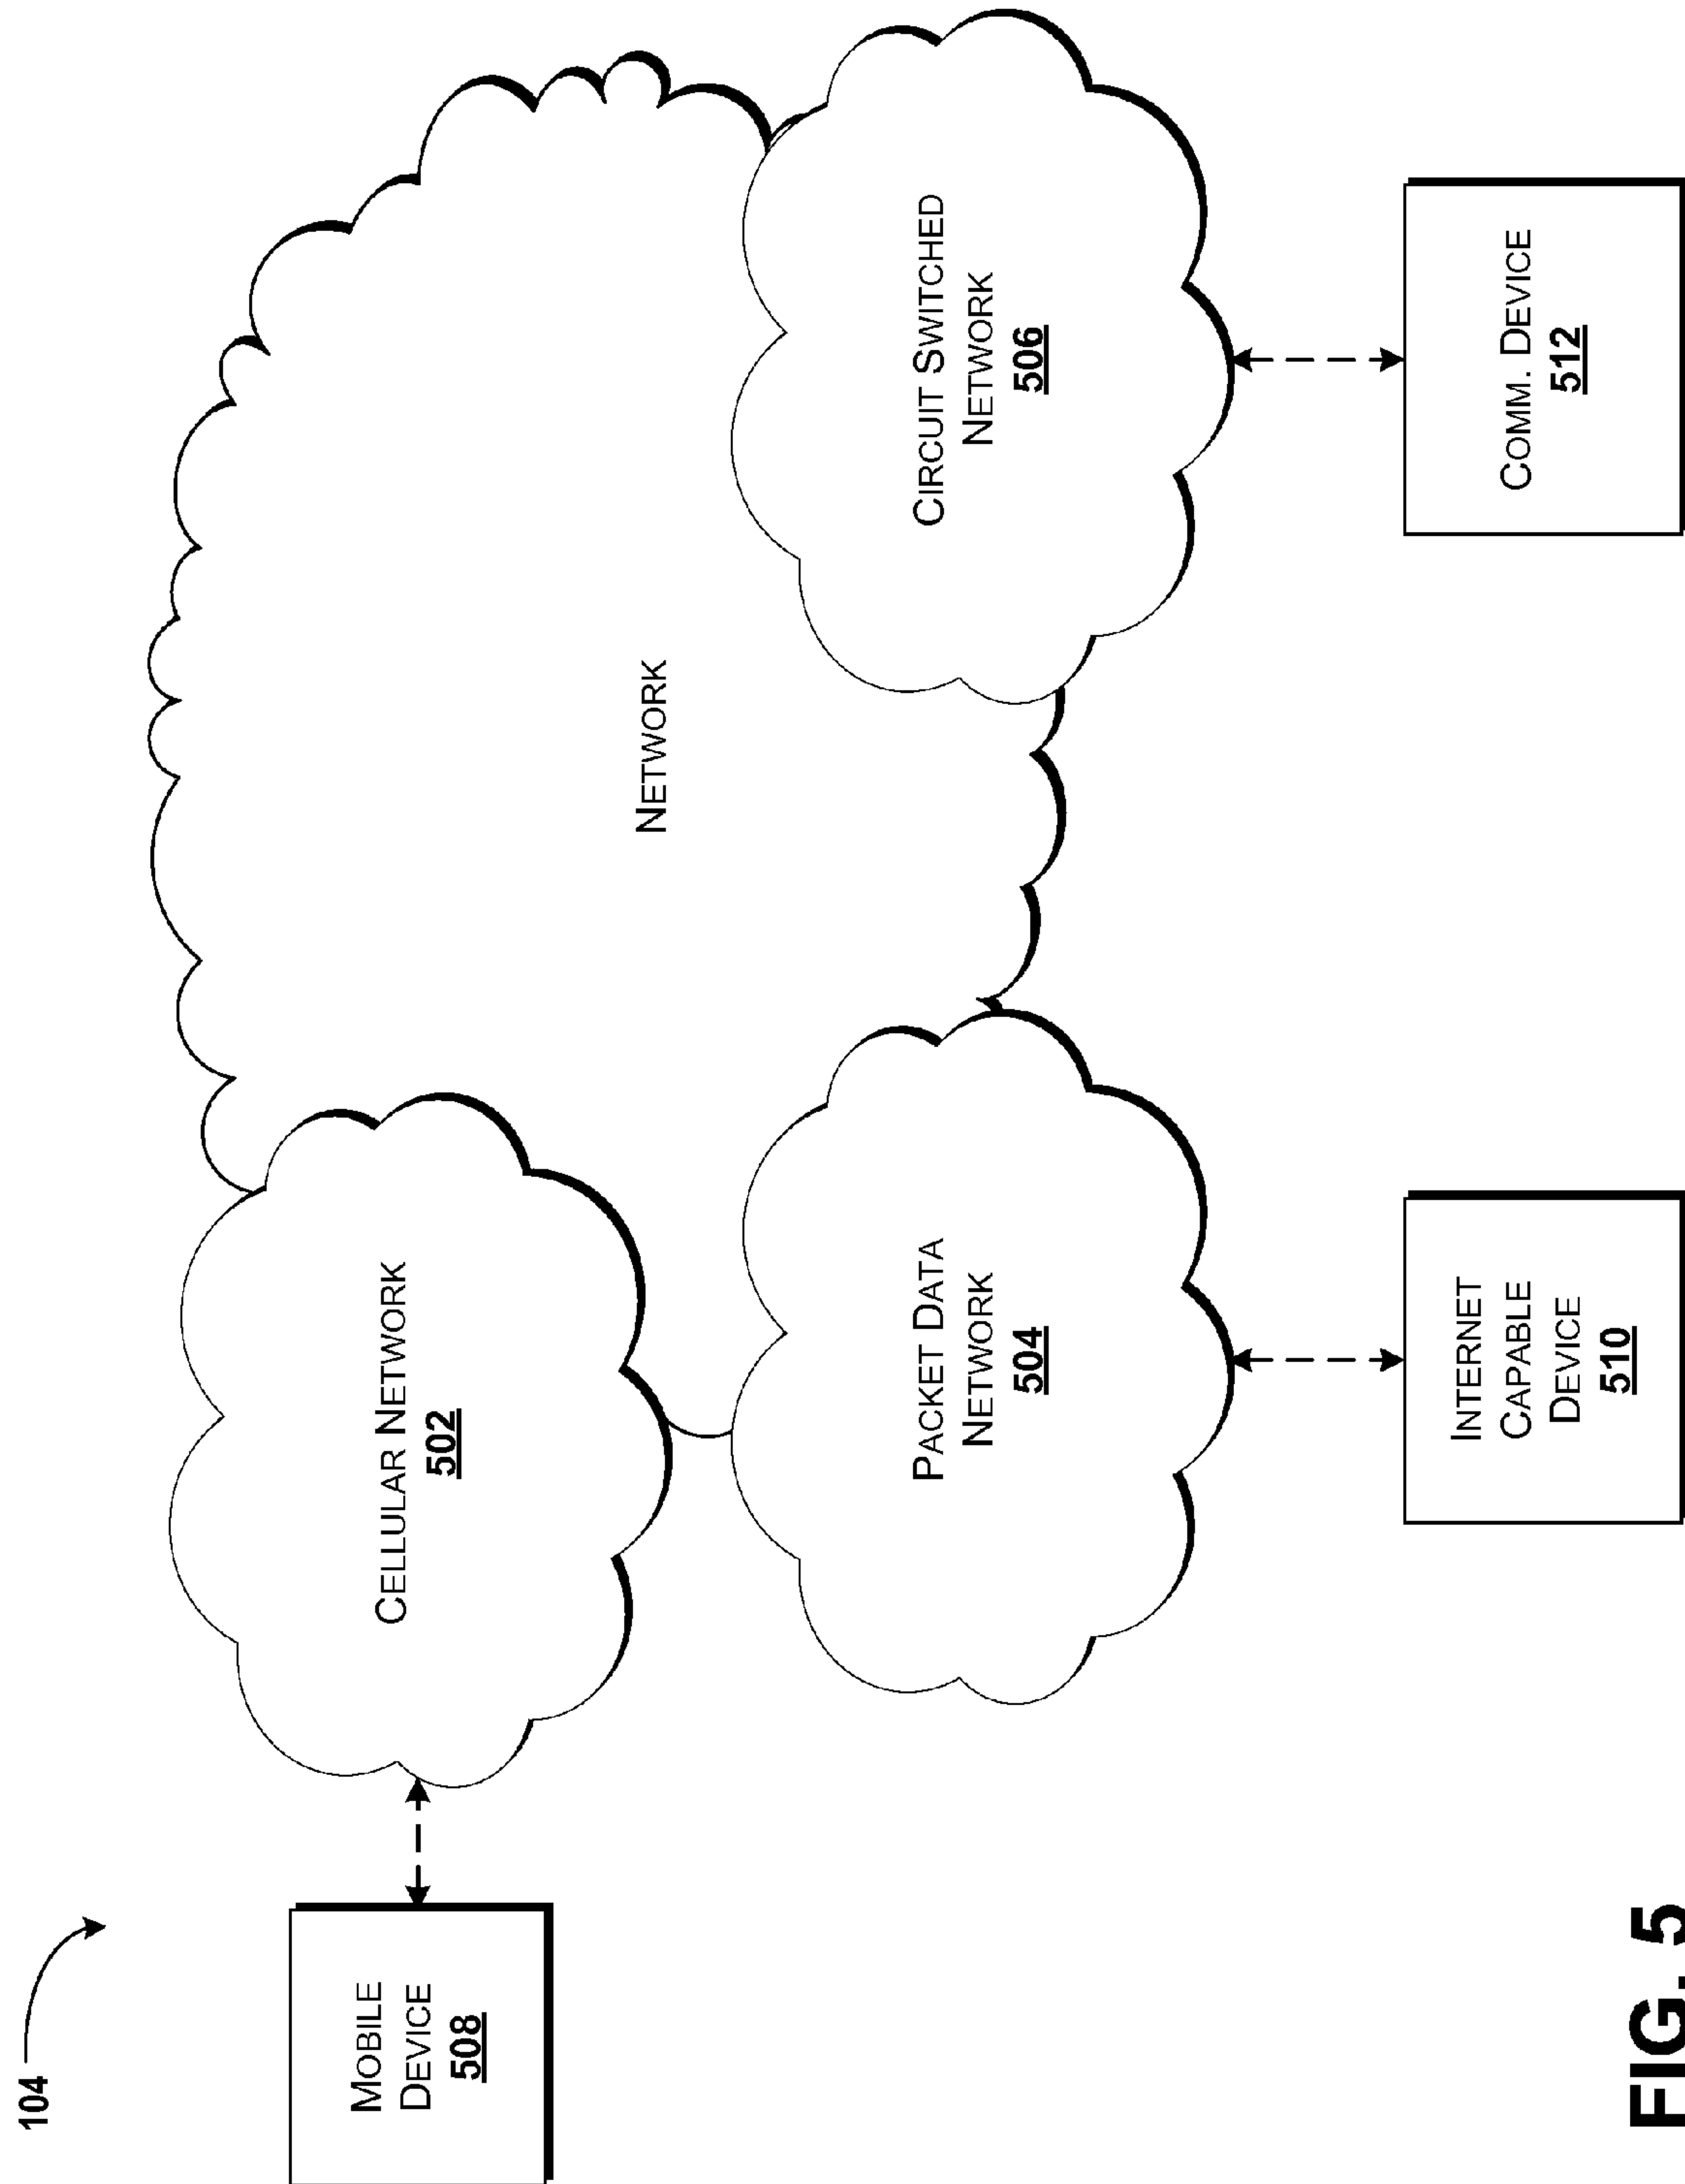 104
MOBILE
DEVICE
508
CELLULAR NETWORK
502
NETWORK
PACKET DATA
NETWORK
504
CIRCUIT SWITCHED
NETWORK
506
INTERNET
CAPABLE
DEVICE
510
COMM. DEVICE
512
FIG. 5